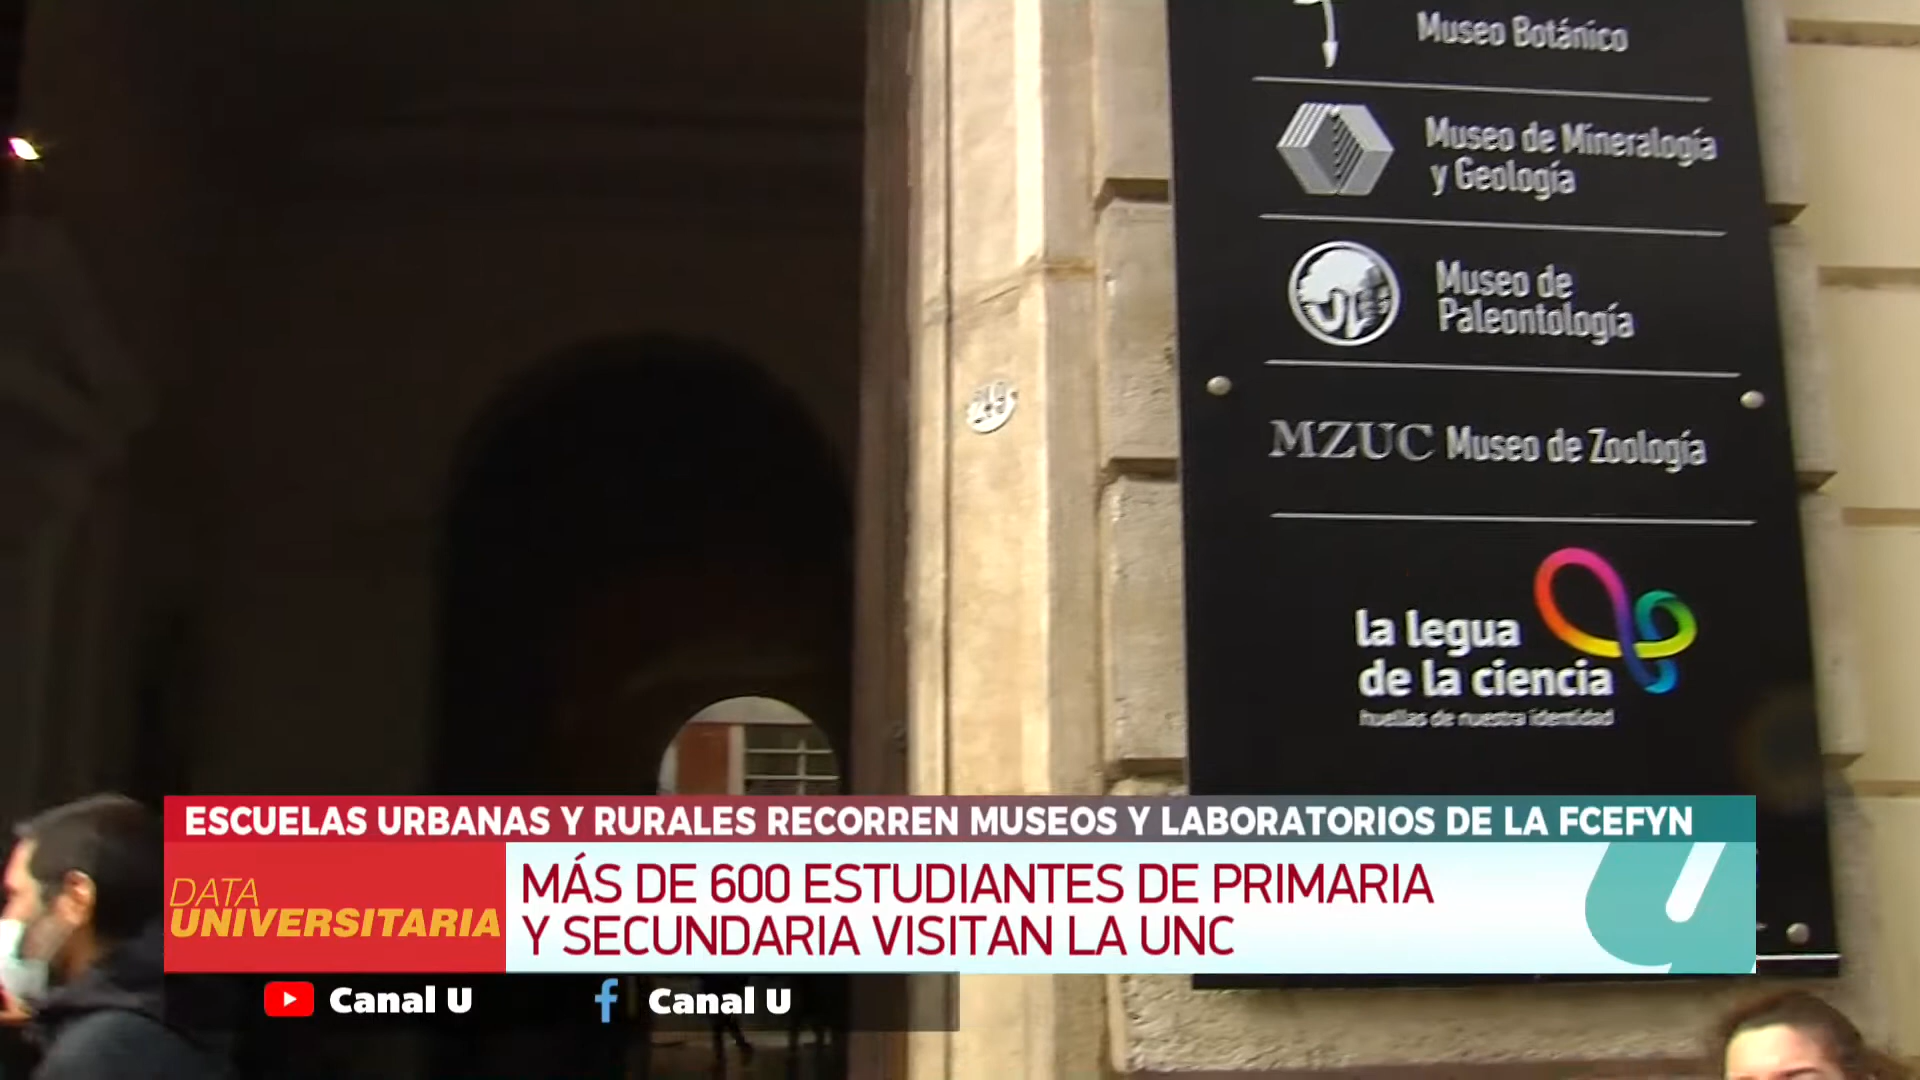 Museo Botánico
Museo de Mineralogía
y Geología
Museo de
Paleontología
249
MZUC Museo de Zoología
la legua
de la ciencia
huellas de nuestra identidad
ESCUELAS URBANAS Y RURALES RECORREN MUSEOS Y LABORATORIOS DE LA FCEFYN
DATA
UNIVERSITARIA
MÁS DE 600 ESTUDIANTES DE PRIMARIA
Y SECUNDARIA VISITAN LA UNC
Canal U
Canal U